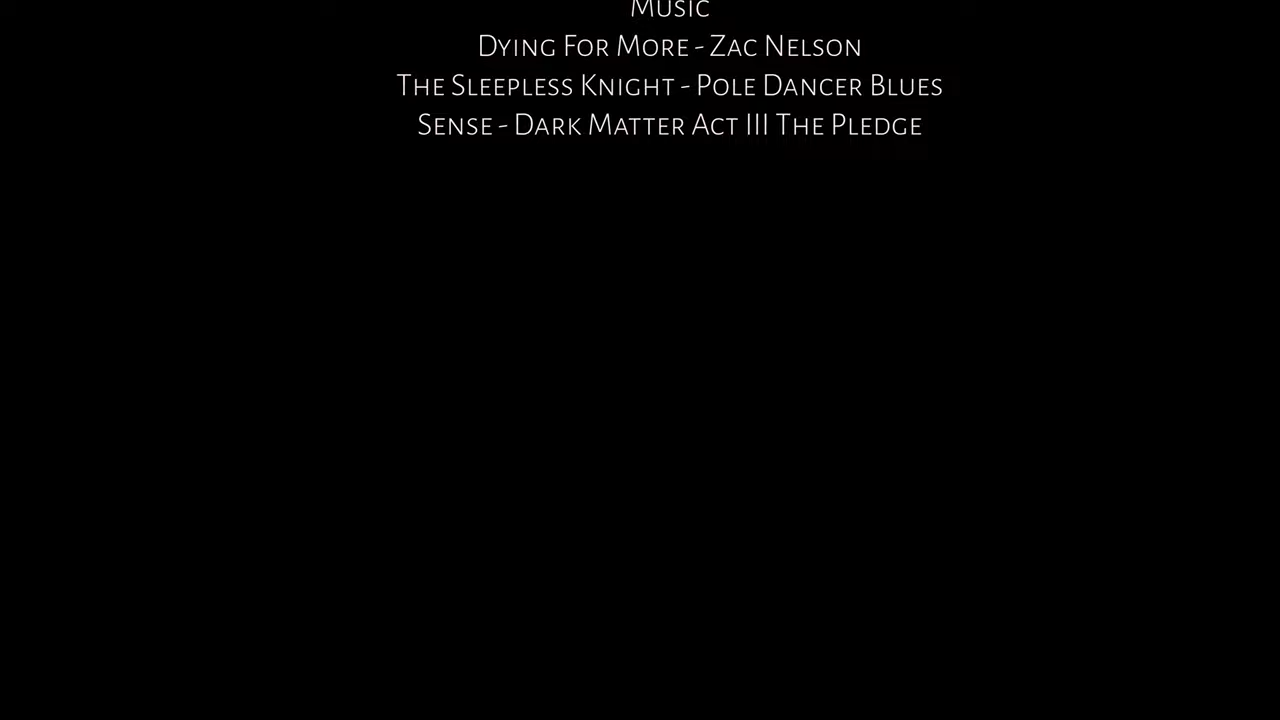 Music
Dying For More - Zac Nelson
The Sleepless Knight - Pole Dancer Blues
Sense - Dark Matter Act III The Pledge